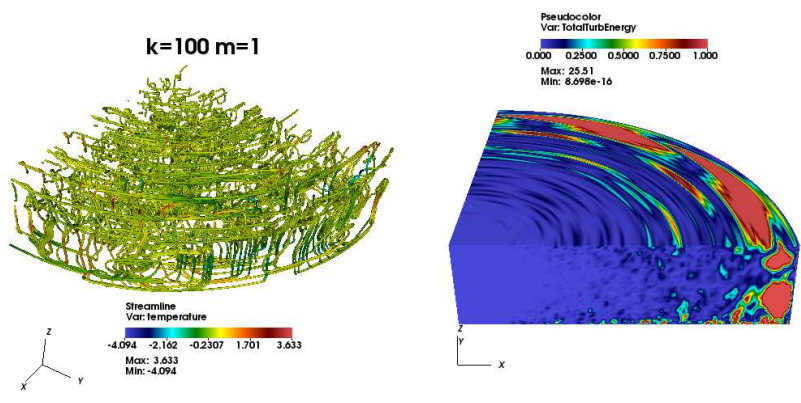 k=100 m=1
Streamline
Var: temperature
-4.094 -2.162 -0.2307 1.701 3.633
Max: 3.633
Min: -4.094
Z
X
Y
Pseudocolor
Var: TotalTurbEnergy
0.000 0.2500 0.5000 0.7500 1.000
Max: 25.51
Min: 8.698e-16
Z
Y
X